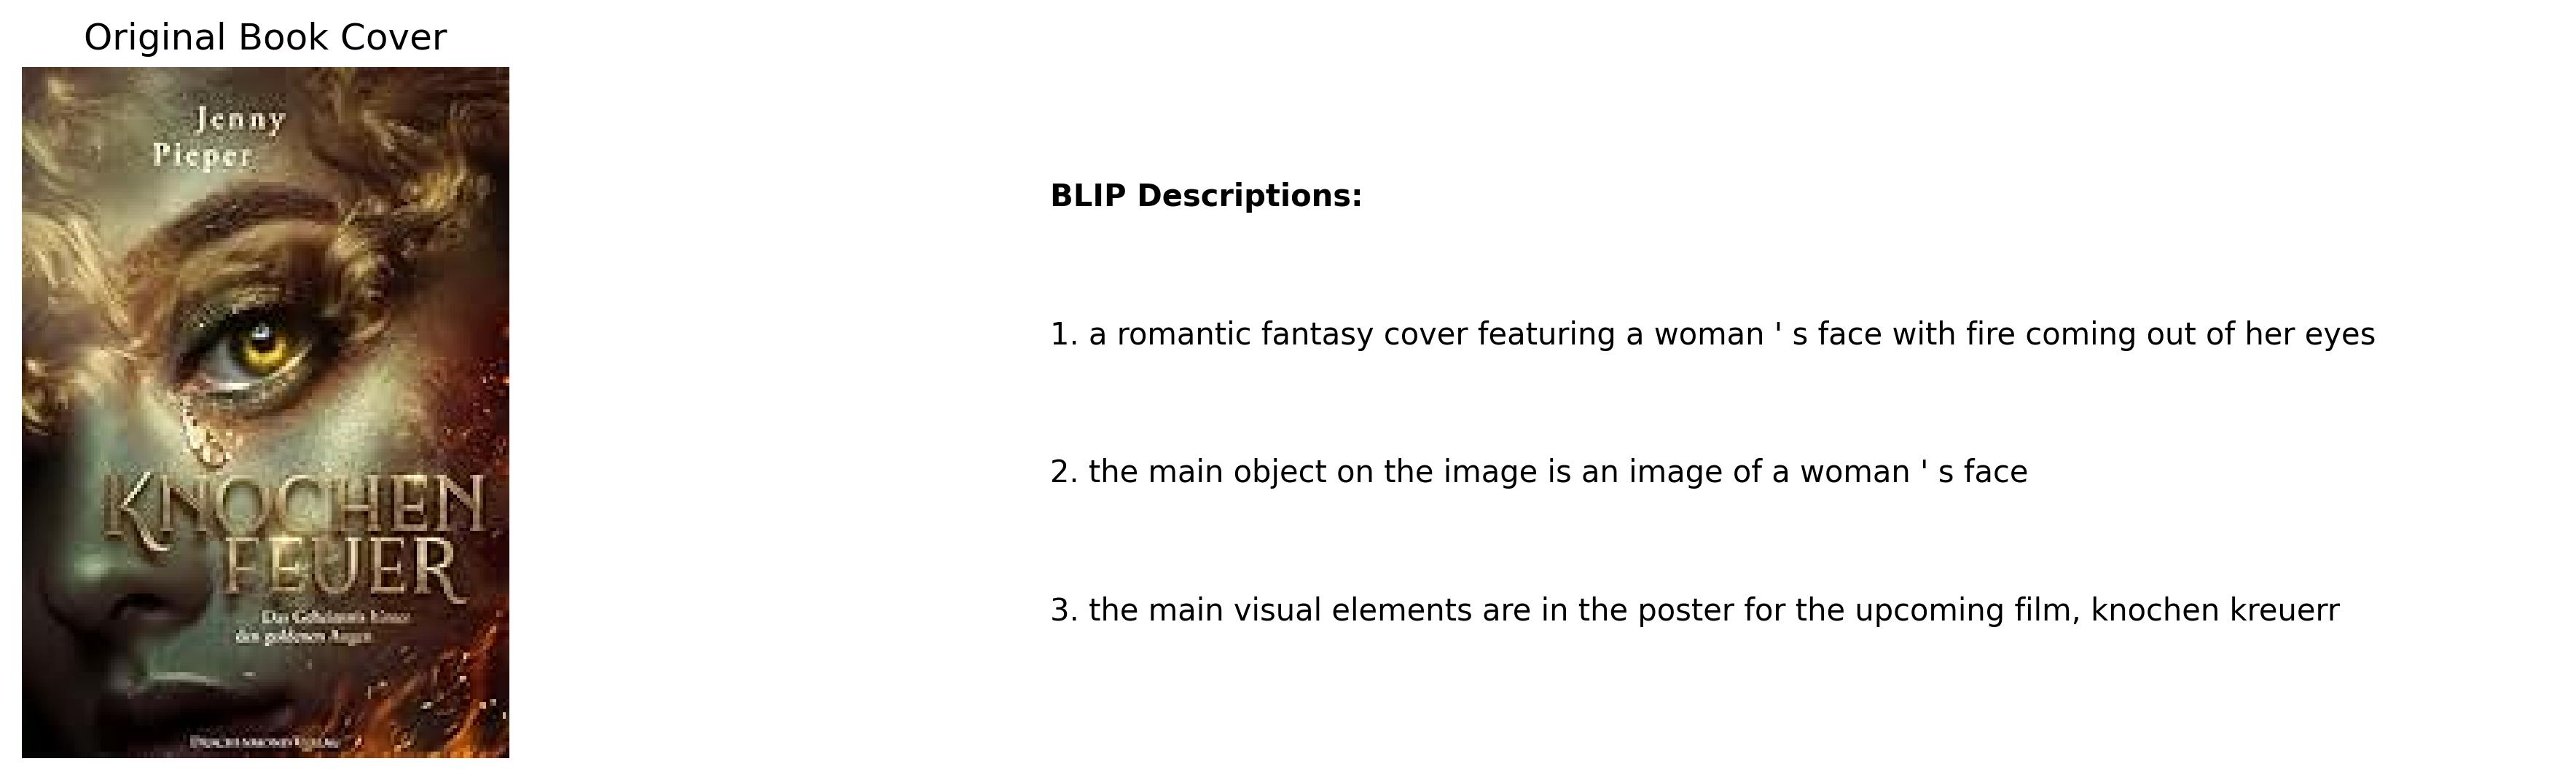 Original Book Cover
Jenny
Pieper
KNOCHEN
FEUER
Das Geheimnis hinter
den goldenen Augen
BLIP Descriptions:
1. a romantic fantasy cover featuring a woman ' s face with fire coming out of her eyes
2. the main object on the image is an image of a woman ' s face
3. the main visual elements are in the poster for the upcoming film, knochen kreuerr